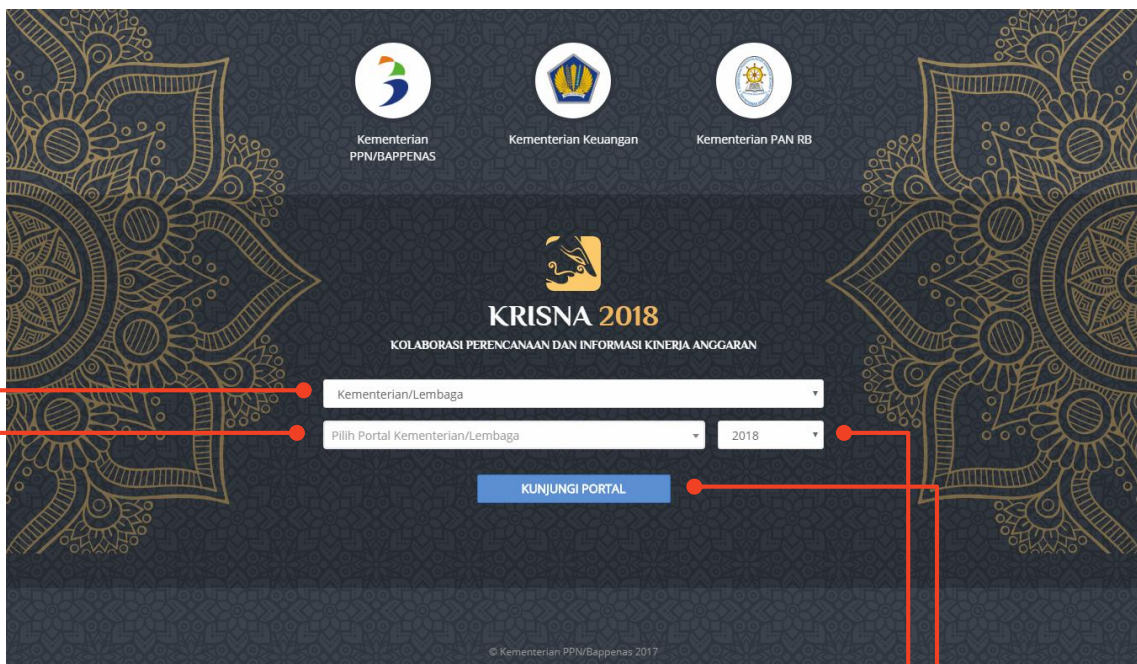 Kementerian
PPN/BAPPENAS
Kementerian Keuangan
Kementerian PAN RB
KRISNA 2018
KOLABORASI PERENCANAAN DAN INFORMASI KINERJA ANGGARAN
Kementerian/Lembaga
Pilih Portal Kementerian/Lembaga
2018
KUNJUNGI PORTAL
© Kementerian PPN/Bappenas 2017